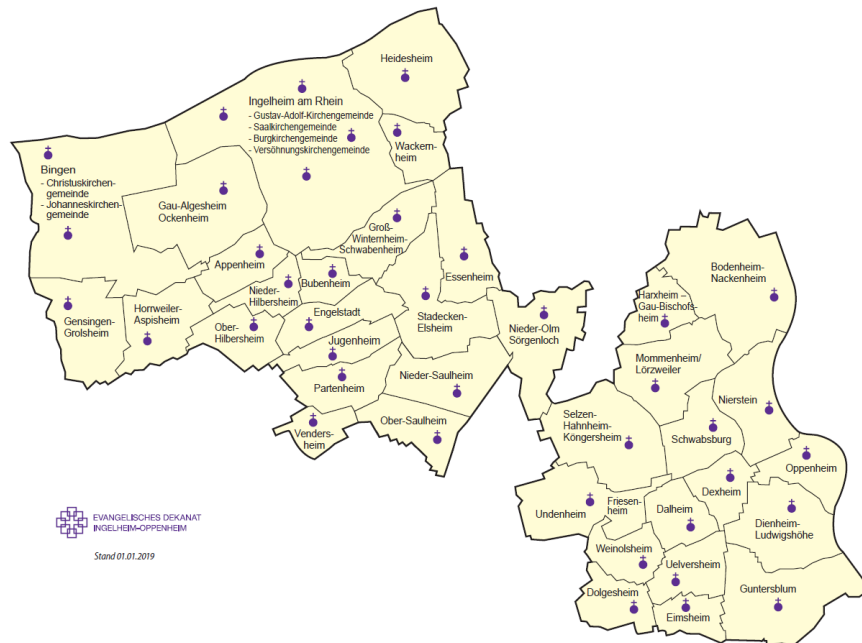 Heidesheim
Ingelheim am Rhein
- Gustav-Adolf-Kirchengemeinde
- Saalkirchengemeinde
- Burgkirchengemeinde
- Versöhnungskirchengemeinde
Wackern-
heim
Bingen
- Christuskirchen-
gemeinde
- Johanneskirchen-
gemeinde
Gau-Algesheim
Ockenheim
Groß-
Winternheim-
Schwabenheim
Appenheim
Essenheim
Bubenheim
Nieder-
Hilbersheim
Gensingen-
Grolsheim
Horrweiler-
Aspisheim
Ober-
Hilbersheim
Engelstadt
Stadecken-
Elsheim
Jugenheim
Nieder-Olm
Sörgenloch
Partenheim
Nieder-Saulheim
Vendersheim
Ober-Saulheim
Bodenheim-
Nackenheim
Harxheim –
Gau-Bischofs-
heim
Mommenheim/
Lörzweiler
Nierstein
Selzen-
Hahnheim-
Köngersheim
Schwabsburg
Oppenheim
Dexheim
Undenheim
Friesen-
heim
Dalheim
Dienheim-
Ludwigshöhe
Weinolsheim
Uelversheim
Dolgesheim
Eimsheim
Guntersblum
EVANGELISCHES DEKANAT
INGELHEIM-OPPENHEIM
Stand 01.01.2019